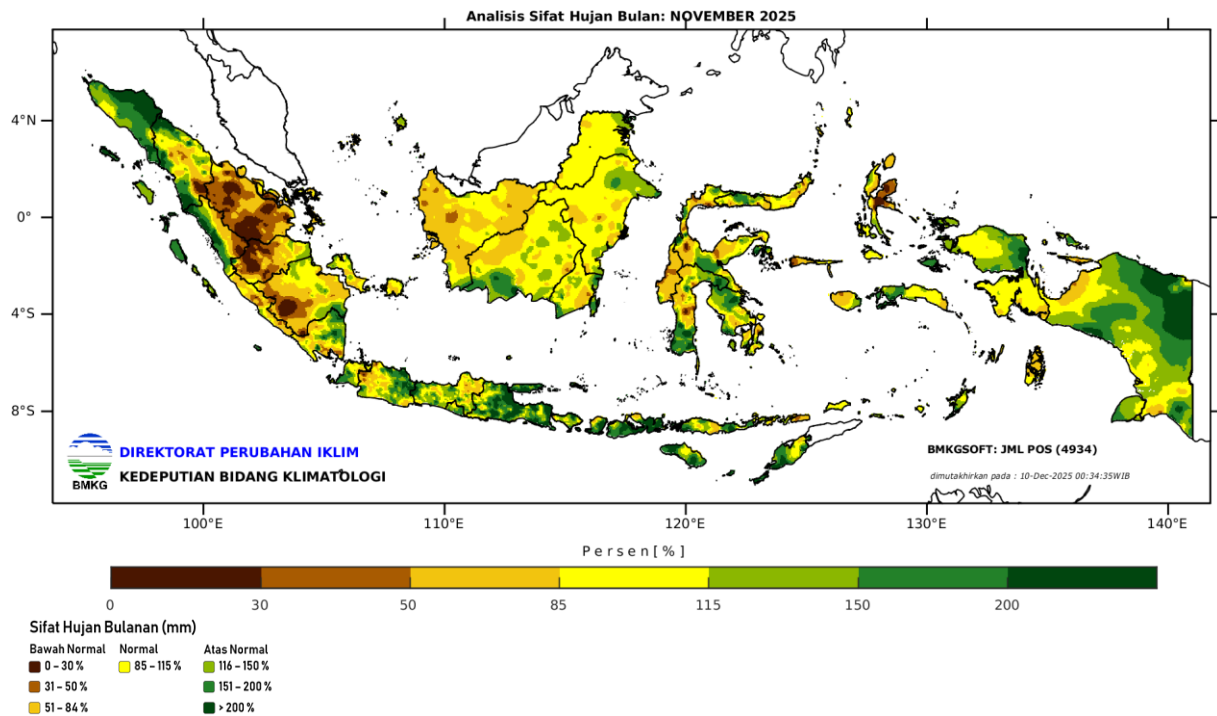 Analisis Sifat Hujan Bulan: NOVEMBER 2025
4°N
0°
4°S
8°S
DIREKTORAT PERUBAHAN IKLIM
KEDEPUTIAN BIDANG KLIMATOLOGI
BMKG
BMKGSOFT: JML POS (4934)
dimutakhirkan pada : 10-Dec-2025 00:34:35WIB
100°E 110°E 120°E 130°E 140°E
Persen[%]
0 30 50 85 115 150 200
Sifat Hujan Bulanan (mm)
Bawah Normal Normal Atas Normal
0 – 30 % 85 – 115 % 116 – 150 %
31 – 50 % 151 – 200 %
51 – 84 % > 200 %